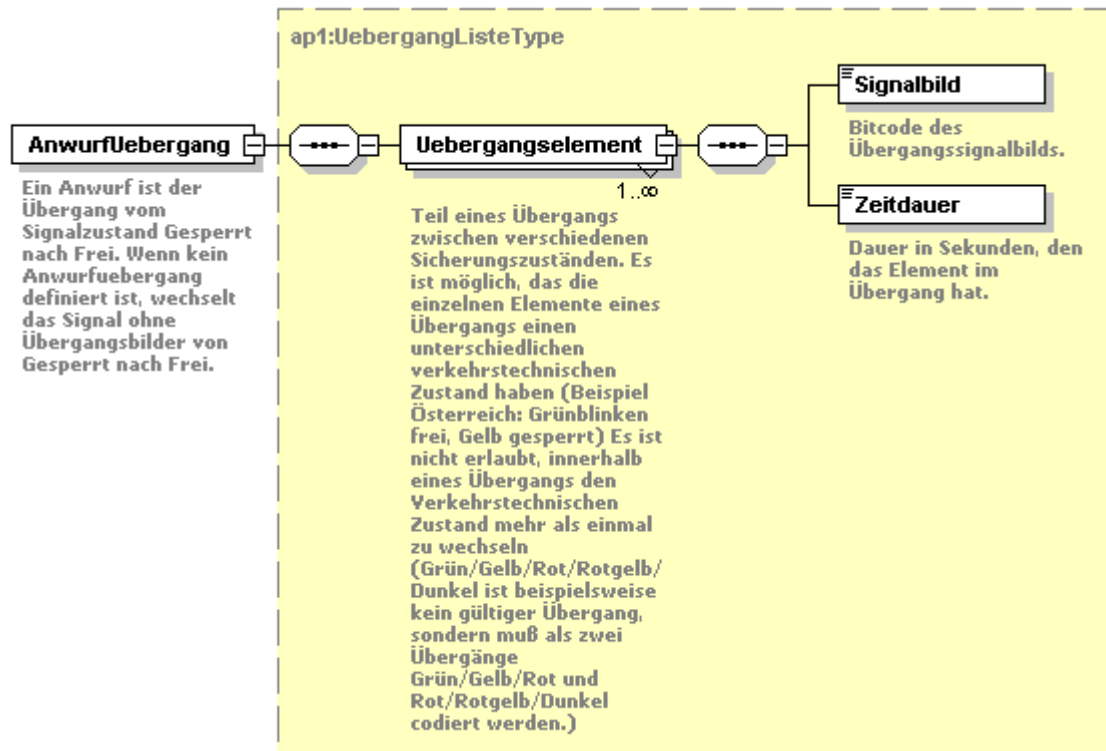 ap1:UebergangListeType
AnwurfUebergang
Ein Anwurf ist der
Übergang vom
Signalzustand Gesperrt
nach Frei. Wenn kein
Anwurfuebergang
definiert ist, wechselt
das Signal ohne
Übergangsbilder von
Gesperrt nach Frei.
Uebergangselement
1..∞
Teil eines Übergangs
zwischen verschiedenen
Sicherungszuständen. Es
ist möglich, das die
einzelnen Elemente eines
Übergangs einen
unterschiedlichen
verkehrstechnischen
Zustand haben (Beispiel
Österreich: Grünblinken
frei, Gelb gesperrt) Es ist
nicht erlaubt, innerhalb
eines Übergangs den
Verkehrstechnischen
Zustand mehr als einmal
zu wechseln
(Grün/Gelb/Rot/Rotgelb/
Dunkel ist beispielsweise
kein gültiger Übergang,
sondern muß als zwei
Übergänge
Grün/Gelb/Rot und
Rot/Rotgelb/Dunkel
codiert werden.)
Signalbild
Bitcode des
Übergangssignalbilds.
Zeitdauer
Dauer in Sekunden, den
das Element im
Übergang hat.